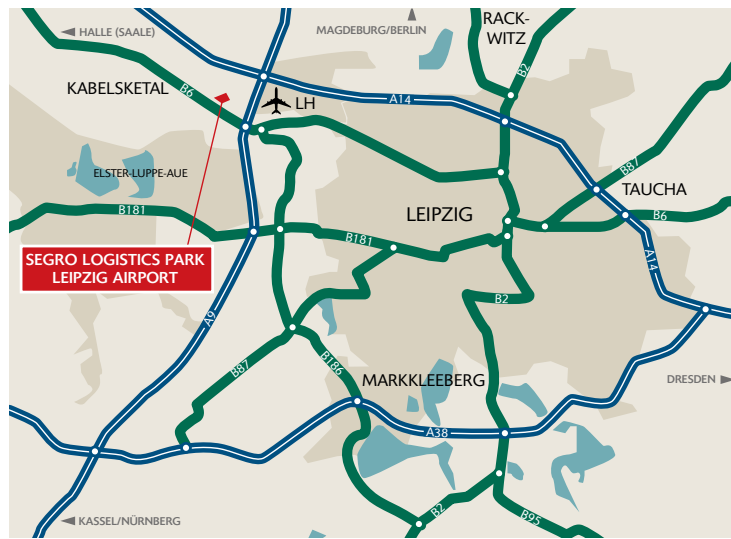 HALLE (SAALE)
MAGDEBURG/BERLIN
RACK-
WITZ
B2
KABELSKETAL
B6
LH
A14
B87
ELSTER-LUPPE-AUE
TAUCHA
B6
B181
LEIPZIG
B181
SEGRO LOGISTICS PARK
LEIPZIG AIRPORT
A14
B2
A9
B87
B186
MARKKLEEBERG
DRESDEN
A38
B2
B95
KASSEL/NÜRNBERG